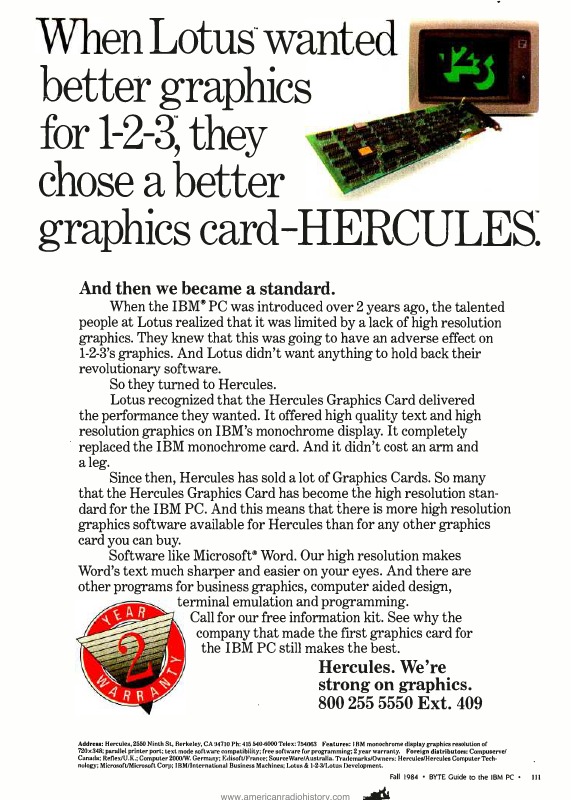 When Lotus™ wanted
better graphics
for 1-2-3,™ they
chose a better
graphics card–HERCULES.™
And then we became a standard.
When the IBM® PC was introduced over 2 years ago, the talented
people at Lotus realized that it was limited by a lack of high resolution
graphics. They knew that this was going to have an adverse effect on
1-2-3's graphics. And Lotus didn't want anything to hold back their
revolutionary software.
So they turned to Hercules.
Lotus recognized that the Hercules Graphics Card delivered
the performance they wanted. It offered high quality text and high
resolution graphics on IBM's monochrome display. It completely
replaced the IBM monochrome card. And it didn't cost an arm and
a leg.
Since then, Hercules has sold a lot of Graphics Cards. So many
that the Hercules Graphics Card has become the high resolution stan-
dard for the IBM PC. And this means that there is more high resolution
graphics software available for Hercules than for any other graphics
card you can buy.
Software like Microsoft® Word. Our high resolution makes
Word's text much sharper and easier on your eyes. And there are
other programs for business graphics, computer aided design,
terminal emulation and programming.
Call for our free information kit. See why the
company that made the first graphics card for
the IBM PC still makes the best.
YEAR
2
WARRANTY
Hercules. We're
strong on graphics.
800 255 5550 Ext. 409
Address: Hercules, 2550 Ninth St, Berkeley, CA 94710 Ph: 415 540-6000 Telex: 754063 Features: IBM monochrome display graphics resolution of
720x348; parallel printer port; text mode software compatibility; free software for programming; 2 year warranty. Foreign distributors: Compuserve/
Canada; Reflex/U.K.; Computer 2000/W. Germany; Edisoft/France; SourceWare/Australia. Trademarks/Owners: Hercules/Hercules Computer Tech-
nology; Microsoft/Microsoft Corp; IBM/International Business Machines; Lotus & 1-2-3/Lotus Development.
Fall 1984 • BYTE Guide to the IBM PC • 111
www.americanradiohistory.com